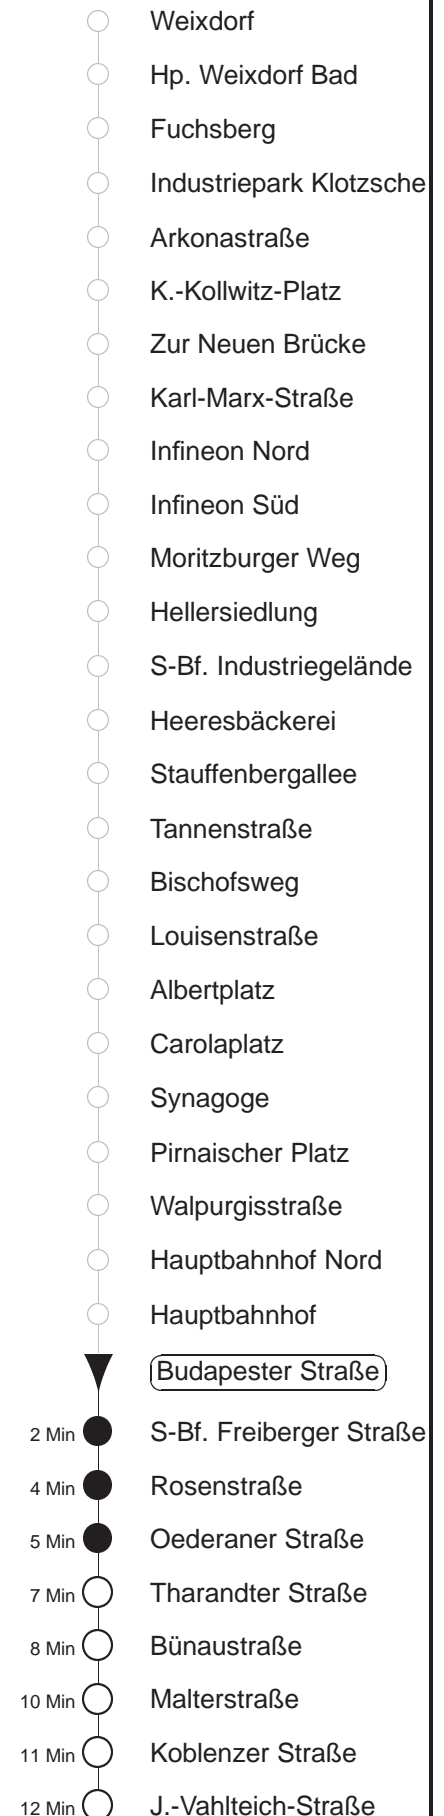 Weixdorf
Hp. Weixdorf Bad
Fuchsberg
Industriepark Klotzsche
Arkonastraße
K.-Kollwitz-Platz
Zur Neuen Brücke
Karl-Marx-Straße
Infineon Nord
Infineon Süd
Moritzburger Weg
Hellersiedlung
S-Bf. Industriegelände
Heeresbäckerei
Stauffenbergallee
Tannenstraße
Bischofsweg
Louisenstraße
Albertplatz
Carolaplatz
Synagoge
Pirnaischer Platz
Walpurgisstraße
Hauptbahnhof Nord
Hauptbahnhof
Budapester Straße
2 Min S-Bf. Freiberger Straße
4 Min Rosenstraße
5 Min Oederaner Straße
7 Min Tharandter Straße
8 Min Bünaustraße
10 Min Malterstraße
11 Min Koblenzer Straße
12 Min J.-Vahlteich-Straße